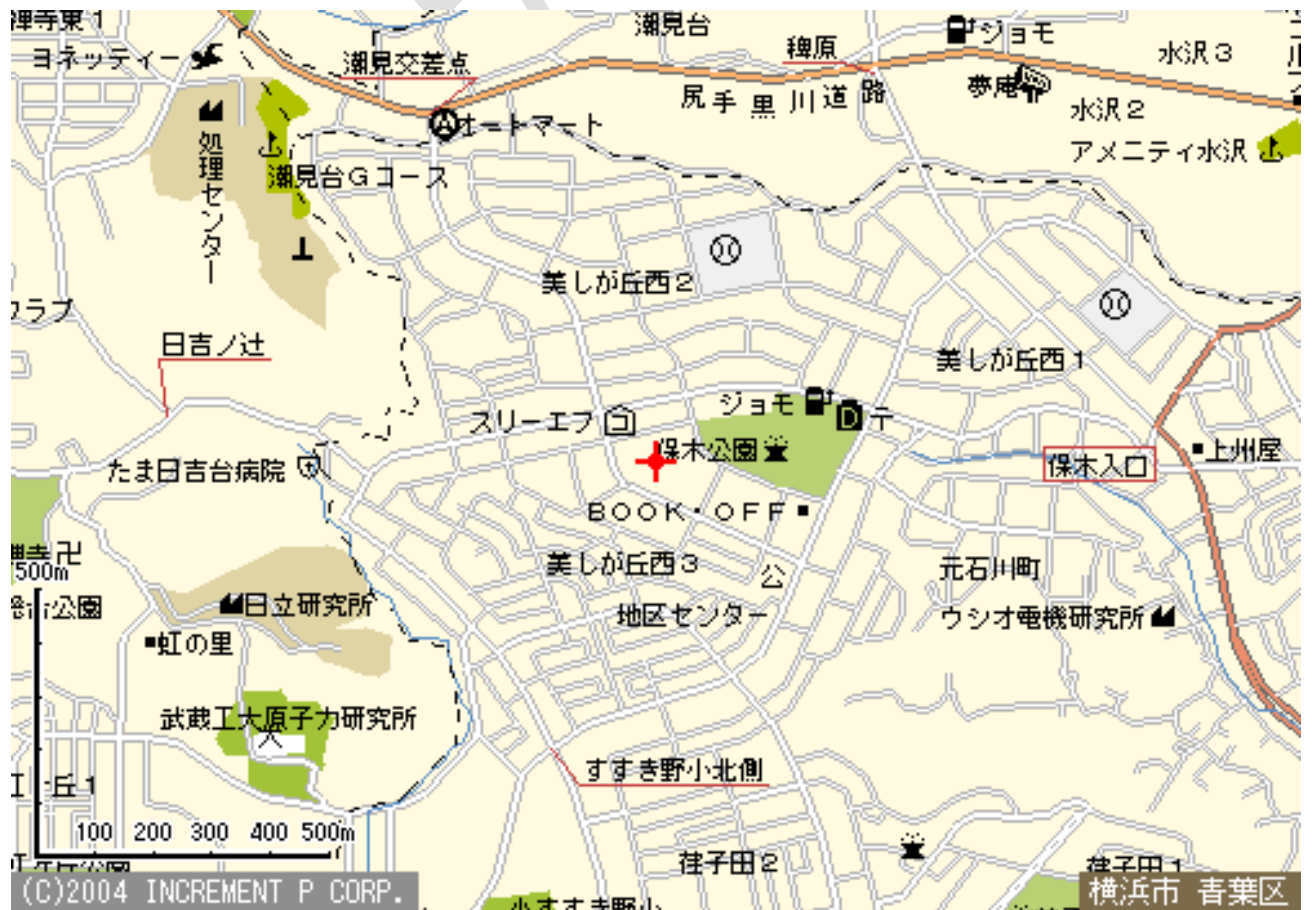 禅寺東1
ヨネッティー
潮見交差点
潮見台
稗原
ジョモ
水沢3
夢庵
尻手黒川道路
水沢2
オートマート
アメニティ水沢
処理センター
潮見台Gコース
美しが丘西2
クラブ
日吉ノ辻
美しが丘西1
ジョモ
スリーエフ
保木公園
保木入口
上州屋
たま日吉台病院
BOOK・OFF
500m
美しが丘西3
公
元石川町
日立研究所
地区センター
ウシオ電機研究所
虹の里
武蔵工大原子力研究所
すすき野小北側
100 200 300 400 500m
荏子田2
荏子田1
(C)2004 INCREMENT P CORP.
横浜市 青葉区